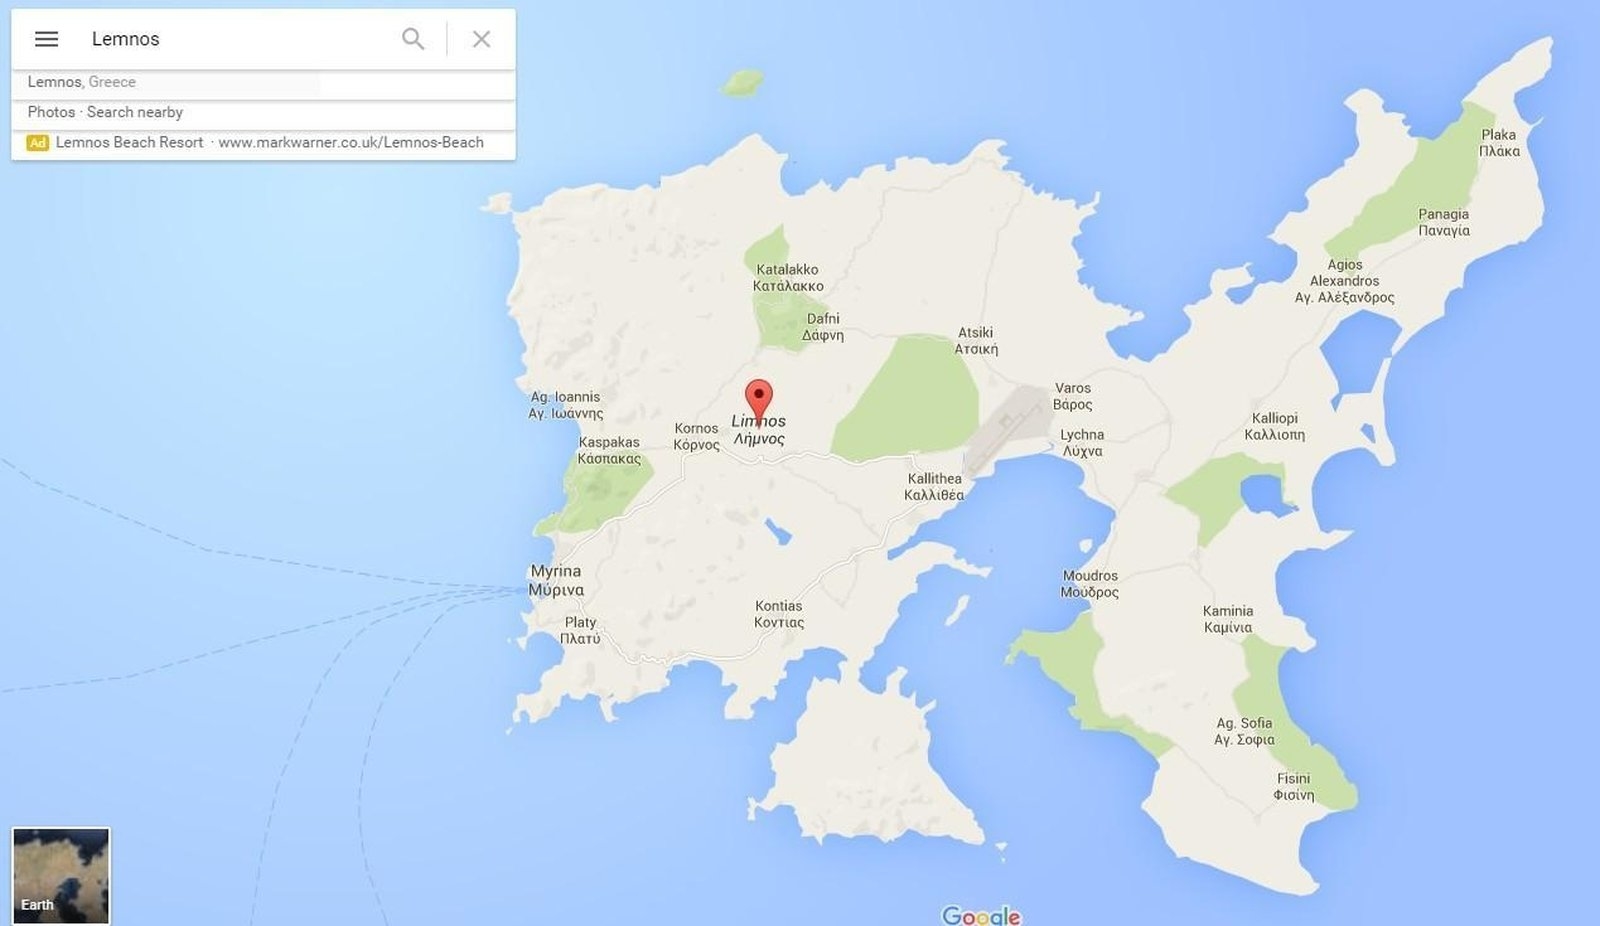 Lemnos
Lemnos, Greece
Photos · Search nearby
Ad Lemnos Beach Resort · www.markwarner.co.uk/Lemnos-Beach
Plaka
Πλάκα
Panagia
Παναγία
Agios
Alexandros
Αγ. Αλέξανδρος
Katalakko
Κατάλακκο
Dafni
Δάφνη
Atsiki
Ατσική
Ag. Ioannis
Αγ. Ιωάννης
Varos
Βάρος
Limnos
Λήμνος
Kornos
Κόρνος
Kaspakas
Κάσπακας
Kalliopi
Καλλιοπη
Lychna
Λύχνα
Kallithea
Καλλιθέα
Myrina
Μύρινα
Moudros
Μούδρος
Kontias
Κοντιας
Kaminia
Καμίνια
Platy
Πλατύ
Ag. Sofia
Αγ. Σοφια
Fisini
Φισίνη
Earth
Google